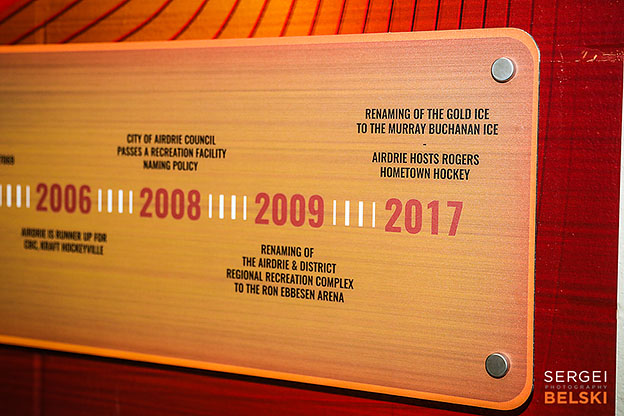 RENAMING OF THE GOLD ICE
TO THE MURRAY BUCHANAN ICE
-
AIRDRIE HOSTS ROGERS
HOMETOWN HOCKEY
CITY OF AIRDRIE COUNCIL
PASSES A RECREATION FACILITY
NAMING POLICY
2006
2008
2009
2017
AIRDRIE IS RUNNER UP FOR
CBC, KRAFT HOCKEYVILLE
RENAMING OF
THE AIRDRIE & DISTRICT
REGIONAL RECREATION COMPLEX
TO THE RON EBBESEN ARENA
SERGEI
PHOTOGRAPHY
BELSKI